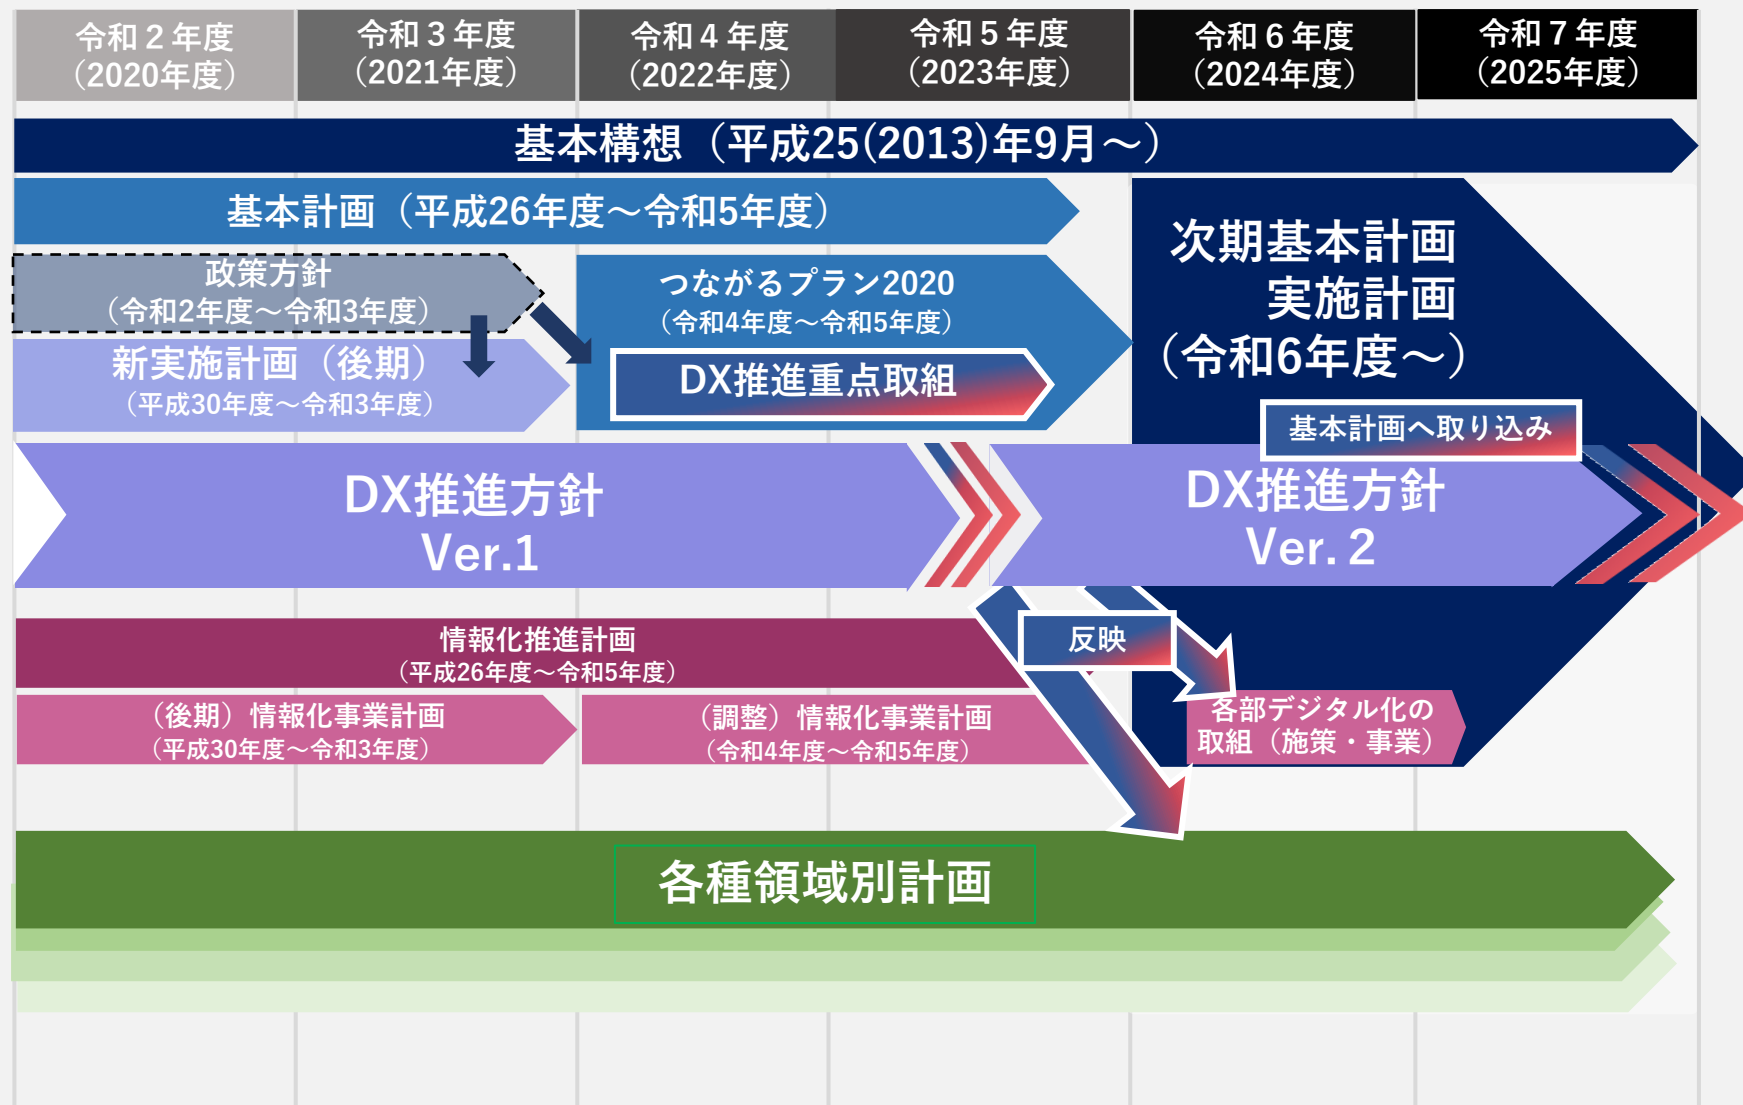 令和２年度
（2020年度）
令和３年度
（2021年度）
令和４年度
（2022年度）
令和５年度
（2023年度）
令和６年度
（2024年度）
令和７年度
（2025年度）
基本構想（平成25(2013)年9月～）
基本計画（平成26年度～令和5年度）
政策方針
（令和2年度～令和3年度）
新実施計画（後期）
（平成30年度～令和3年度）
つながるプラン2020
（令和4年度～令和5年度）
DX推進重点取組
次期基本計画
実施計画
（令和6年度～）
基本計画へ取り込み
DX推進方針
Ver.1
DX推進方針
Ver. 2
情報化推進計画
（平成26年度～令和5年度）
反映
（後期）情報化事業計画
（平成30年度～令和3年度）
（調整）情報化事業計画
（令和4年度～令和5年度）
各部デジタル化の
取組（施策・事業）
各種領域別計画